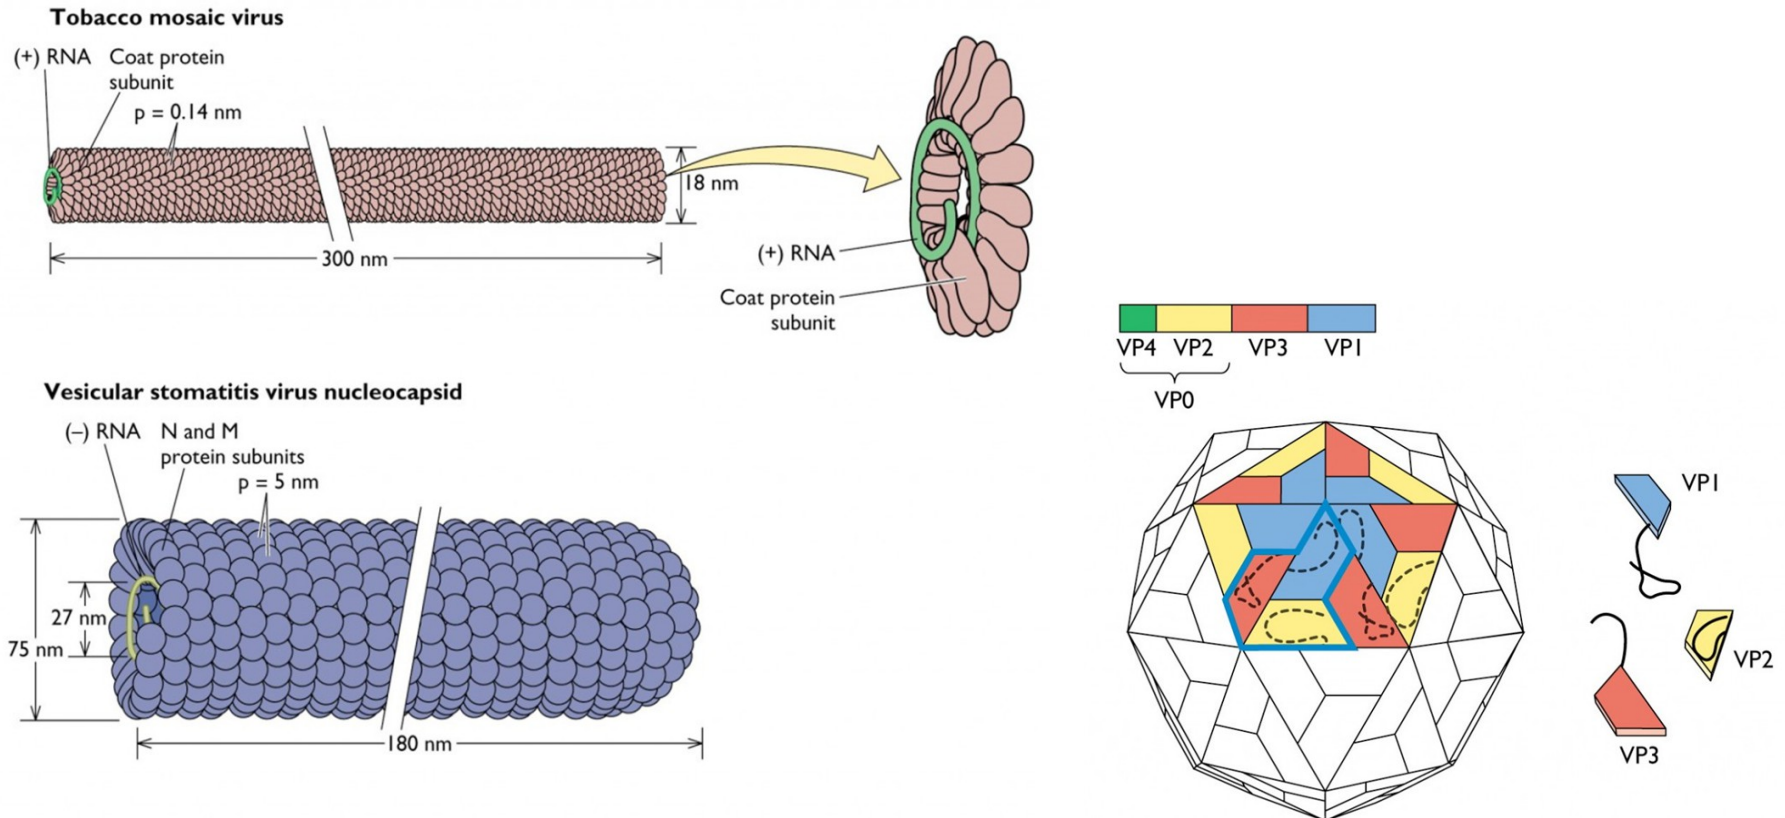 Tobacco mosaic virus
(+) RNA
Coat protein
subunit
p = 0.14 nm
18 nm
300 nm
(+) RNA
Coat protein
subunit
Vesicular stomatitis virus nucleocapsid
(–) RNA
N and M
protein subunits
p = 5 nm
27 nm
75 nm
180 nm
VP4
VP2
VP3
VP1
VP0
VP1
VP2
VP3